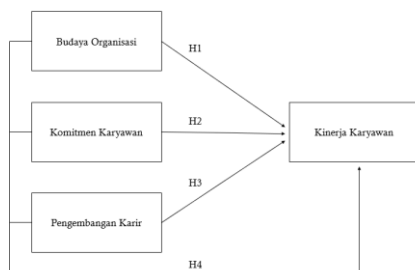 Budaya Organisasi
H1
Komitmen Karyawan
H2
Kinerja Karyawan
H3
Pengembangan Karir
H4